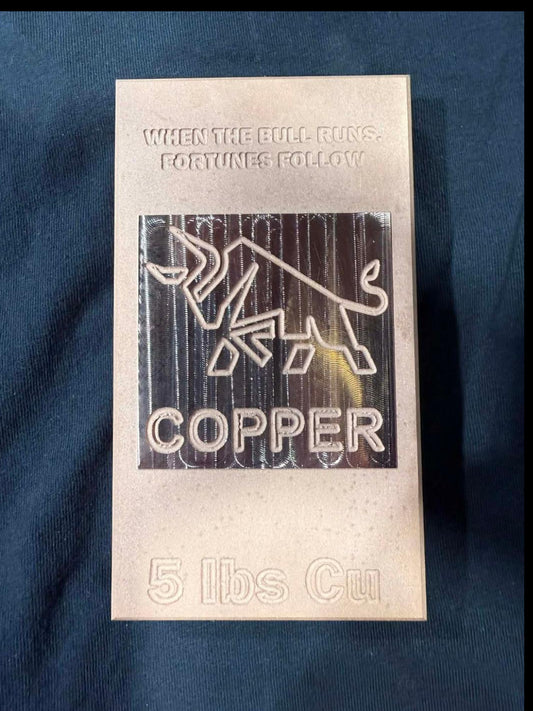 WHEN THE BULL RUNS.
FORTUNES FOLLOW
COPPER
5 lbs Cu